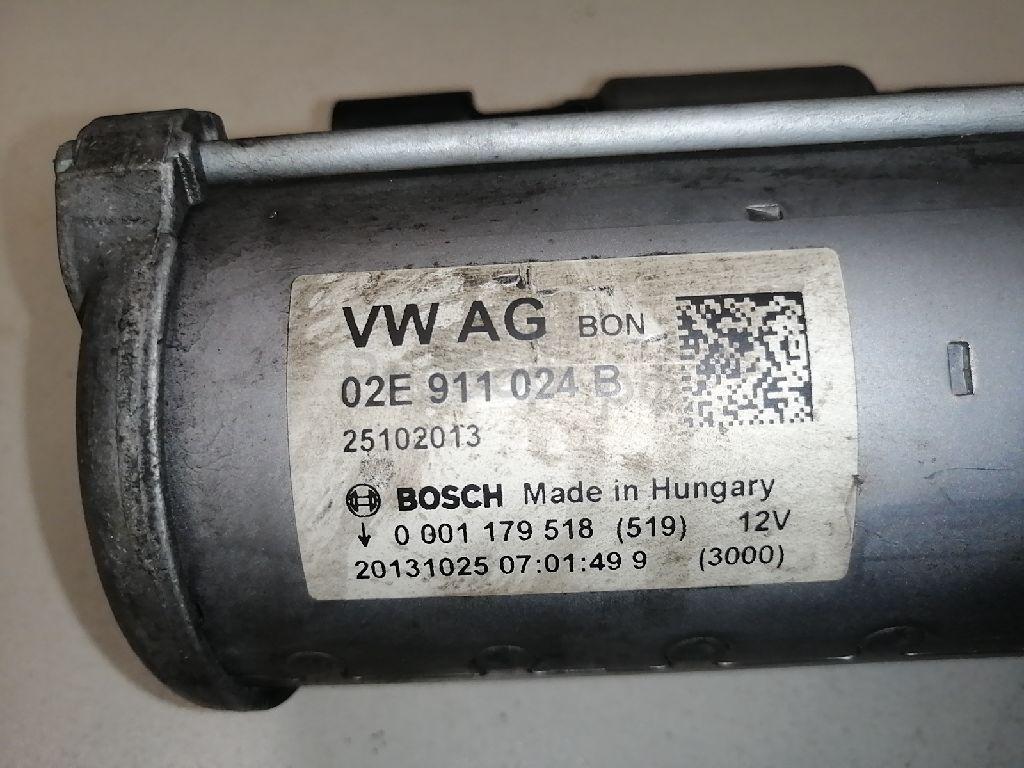 VW AG BON
02E 911 024 B
25102013
BOSCH Made in Hungary
↓ 0 001 179 518 (519) 12V
20131025 07:01:49 9 (3000)